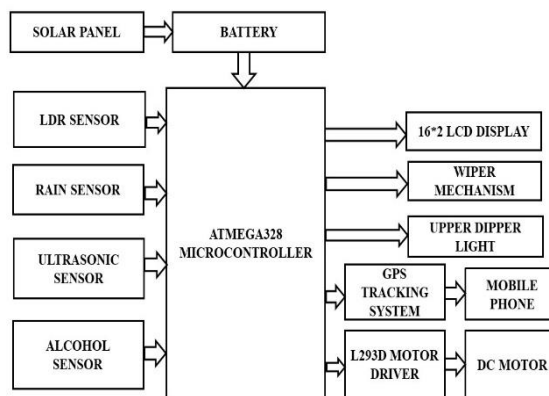 SOLAR PANEL
BATTERY
LDR SENSOR
RAIN SENSOR
ULTRASONIC
SENSOR
ALCOHOL
SENSOR
ATMEGA328
MICROCONTROLLER
16*2 LCD DISPLAY
WIPER
MECHANISM
UPPER DIPPER
LIGHT
GPS
TRACKING
SYSTEM
MOBILE
PHONE
L293D MOTOR
DRIVER
DC MOTOR